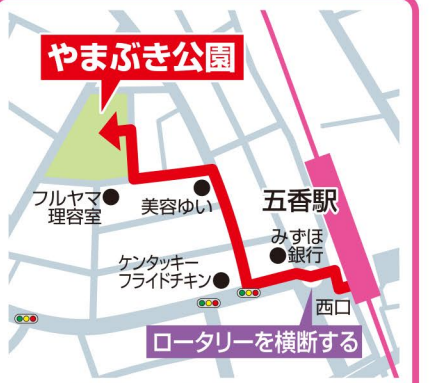 やまぶき公園
フルヤマ
理容室
美容ゆい
五香駅
みずほ
銀行
ケンタッキー
フライドチキン
西口
ロータリーを横断する